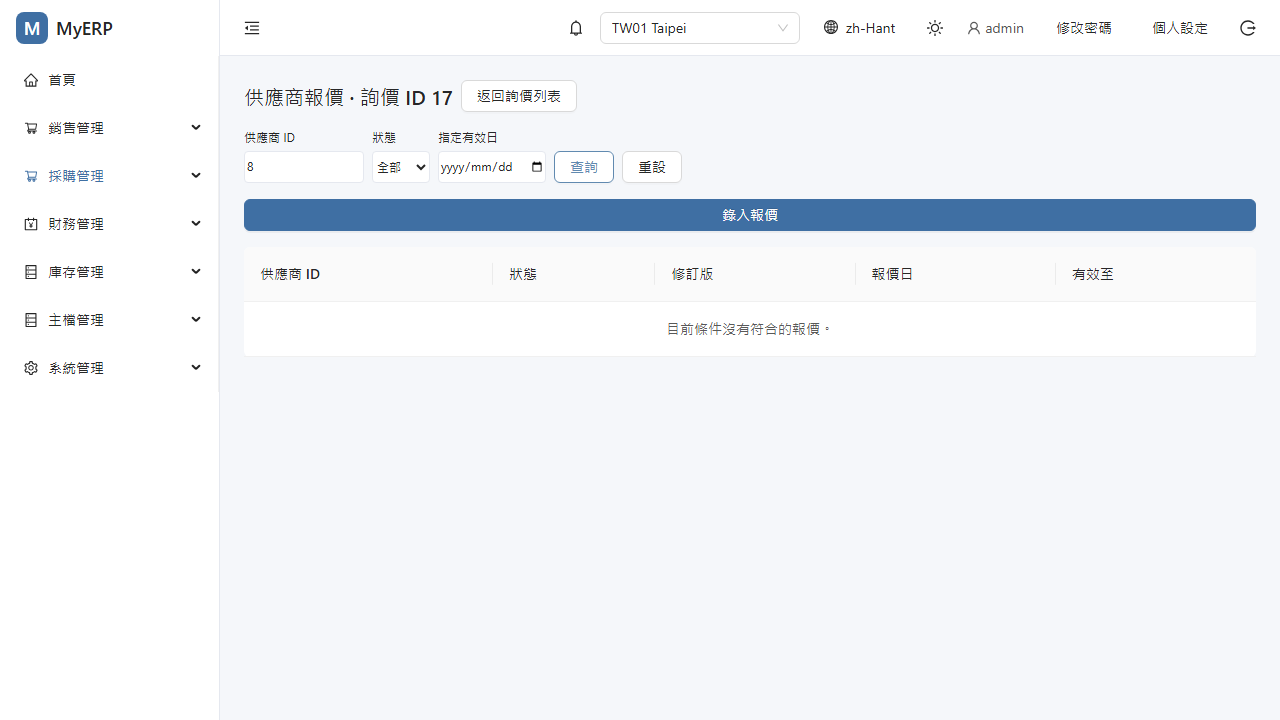 M MyERP
TW01 Taipei
zh-Hant
admin
修改密碼
個人設定
首頁
銷售管理
採購管理
財務管理
庫存管理
主檔管理
系統管理
供應商報價 · 詢價 ID 17
返回詢價列表
供應商 ID
狀態
指定有效日
8
全部
yyyy/mm/dd
查詢
重設
錄入報價
供應商 ID
狀態
修訂版
報價日
有效至
目前條件沒有符合的報價。